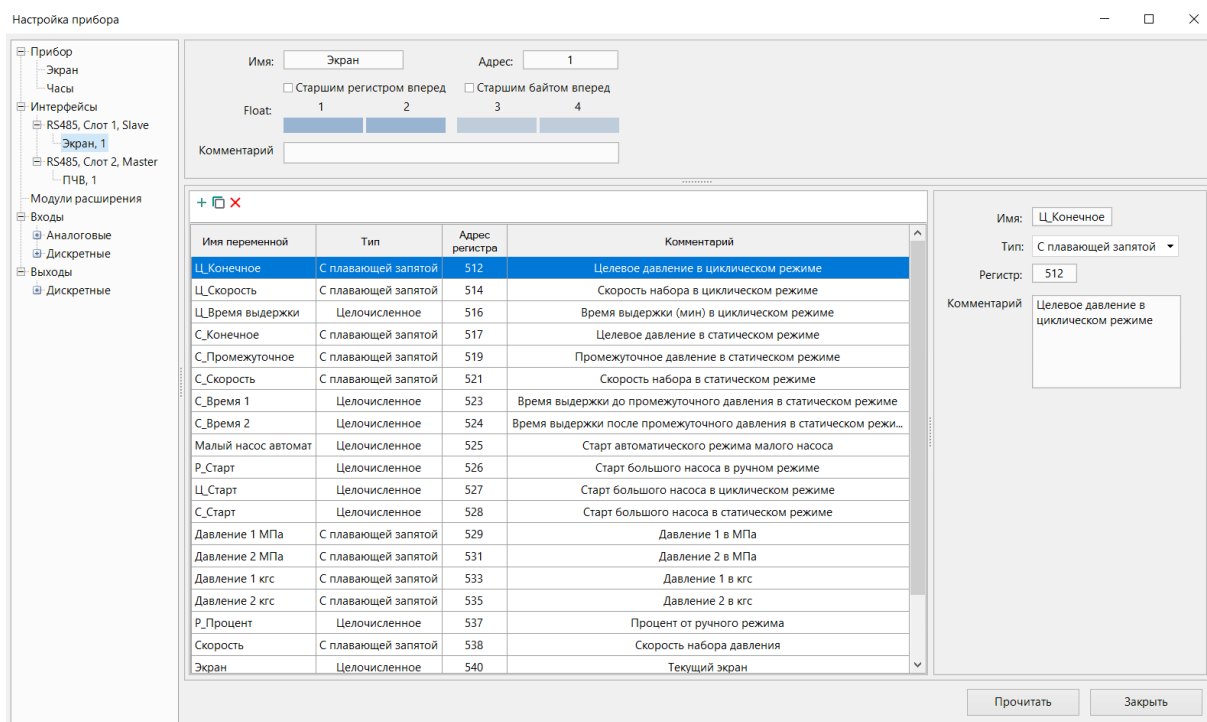 Настройка прибора
Прибор
Экран
Часы
Интерфейсы
RS485, Слот 1, Slave
Экран, 1
RS485, Слот 2, Master
ПЧВ, 1
Модули расширения
Входы
Аналоговые
Дискретные
Выходы
Дискретные
Имя: Экран Адрес: 1
Старшим регистром вперед Старшим байтом вперед
Float: 1 2 3 4
Комментарий
Имя переменной Тип Адрес регистра Комментарий
Ц_Конечное С плавающей запятой 512 Целевое давление в циклическом режиме
Ц_Скорость С плавающей запятой 514 Скорость набора в циклическом режиме
Ц_Время выдержки Целочисленное 516 Время выдержки (мин) в циклическом режиме
С_Конечное С плавающей запятой 517 Целевое давление в статическом режиме
С_Промежуточное С плавающей запятой 519 Промежуточное давление в статическом режиме
С_Скорость С плавающей запятой 521 Скорость набора в статическом режиме
С_Время 1 Целочисленное 523 Время выдержки до промежуточного давления в статическом режиме
С_Время 2 Целочисленное 524 Время выдержки после промежуточного давления в статическом режи...
Малый насос автомат Целочисленное 525 Старт автоматического режима малого насоса
Р_Старт Целочисленное 526 Старт большого насоса в ручном режиме
Ц_Старт Целочисленное 527 Старт большого насоса в циклическом режиме
С_Старт Целочисленное 528 Старт большого насоса в статическом режиме
Давление 1 МПа С плавающей запятой 529 Давление 1 в МПа
Давление 2 МПа С плавающей запятой 531 Давление 2 в МПа
Давление 1 кгс С плавающей запятой 533 Давление 1 в кгс
Давление 2 кгс С плавающей запятой 535 Давление 2 в кгс
Р_Процент Целочисленное 537 Процент от ручного режима
Скорость С плавающей запятой 538 Скорость набора давления
Экран Целочисленное 540 Текущий экран
Имя: Ц_Конечное
Тип: С плавающей запятой
Регистр: 512
Комментарий Целевое давление в
циклическом режиме
Прочитать Закрыть